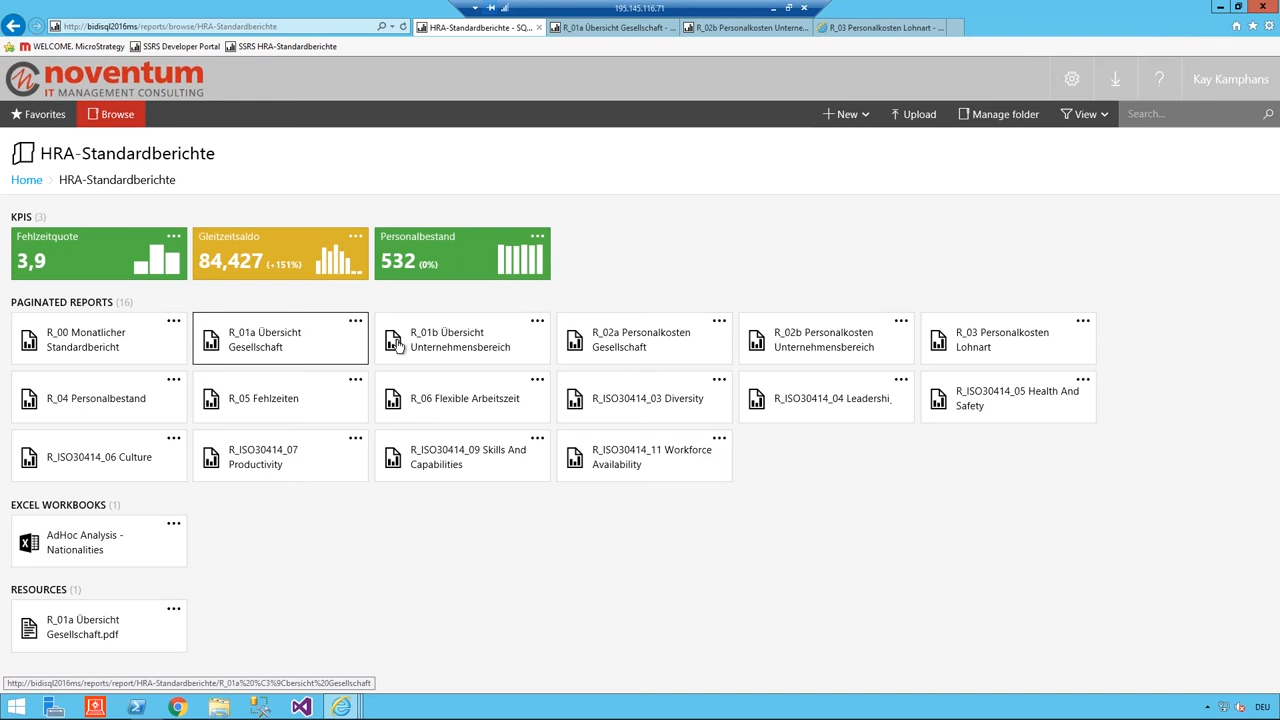 195.145.116.71
http://bidisql2016ms/reports/browse/HRA-Standardberichte
HRA-Standardberichte - SQ...
R_01a Übersicht Gesellschaft - ...
R_02b Personalkosten Unterne...
R_03 Personalkosten Lohnart - ...
WELCOME. MicroStrategy
SSRS Developer Portal
SSRS HRA-Standardberichte
noventum
IT MANAGEMENT CONSULTING
?
Kay Kamphans
Favorites
Browse
New
Upload
Manage folder
View
Search...
HRA-Standardberichte
Home > HRA-Standardberichte
KPIS (3)
Fehlzeitquote
3,9
Gleitzeitsaldo
84,427 (+151%)
Personalbestand
532 (0%)
PAGINATED REPORTS (16)
R_00 Monatlicher
Standardbericht
R_01a Übersicht
Gesellschaft
R_01b Übersicht
Unternehmensbereich
R_02a Personalkosten
Gesellschaft
R_02b Personalkosten
Unternehmensbereich
R_03 Personalkosten
Lohnart
R_04 Personalbestand
R_05 Fehlzeiten
R_06 Flexible Arbeitszeit
R_ISO30414_03 Diversity
R_ISO30414_04 Leadershi
R_ISO30414_05 Health And
Safety
R_ISO30414_06 Culture
R_ISO30414_07
Productivity
R_ISO30414_09 Skills And
Capabilities
R_ISO30414_11 Workforce
Availability
EXCEL WORKBOOKS (1)
AdHoc Analysis -
Nationalities
RESOURCES (1)
R_01a Übersicht
Gesellschaft.pdf
http://bidisql2016ms/reports/report/HRA-Standardberichte/R_01a%20%C3%9Cbersicht%20Gesellschaft
DEU